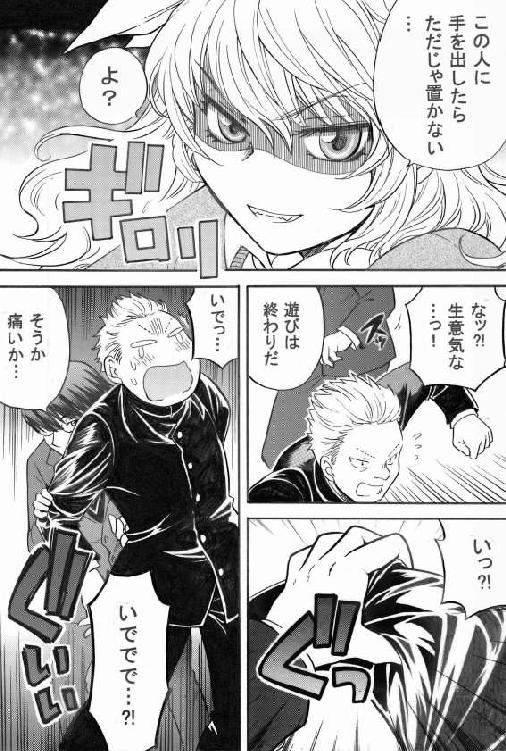 この人に
手を出したら
ただじゃ置かない
…
よ?
ギロリ
なッ?!
生意気な
…っ!
ズッ
遊びは
終わりだ
いっ?!
ぐっ
いでっ…
そうか
痛いか…
ぐいい
いででで…?!